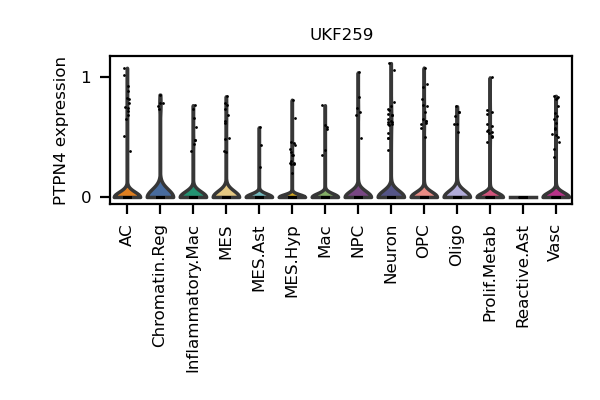 UKF259
PTPN4 expression
1
0
AC
Chromatin.Reg
Inflammatory.Mac
MES
MES.Ast
MES.Hyp
Mac
NPC
Neuron
OPC
Oligo
Prolif.Metab
Reactive.Ast
Vasc